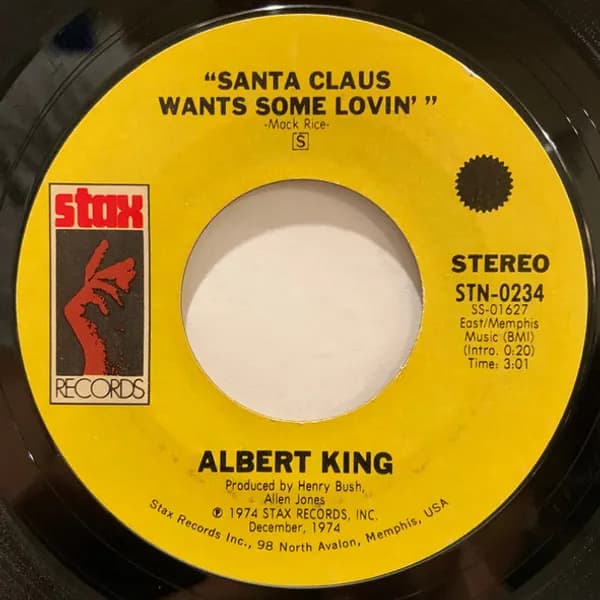 "SANTA CLAUS
WANTS SOME LOVIN'"
-Mack Rice-
S
stax
RECORDS
STEREO
STN-0234
SS-01627
East/Memphis
Music (BMI)
(Intro. 0:20)
Time: 3:01
ALBERT KING
Produced by Henry Bush,
Allen Jones
℗ 1974 STAX RECORDS, INC.
December, 1974
Stax Records Inc., 98 North Avalon, Memphis, USA